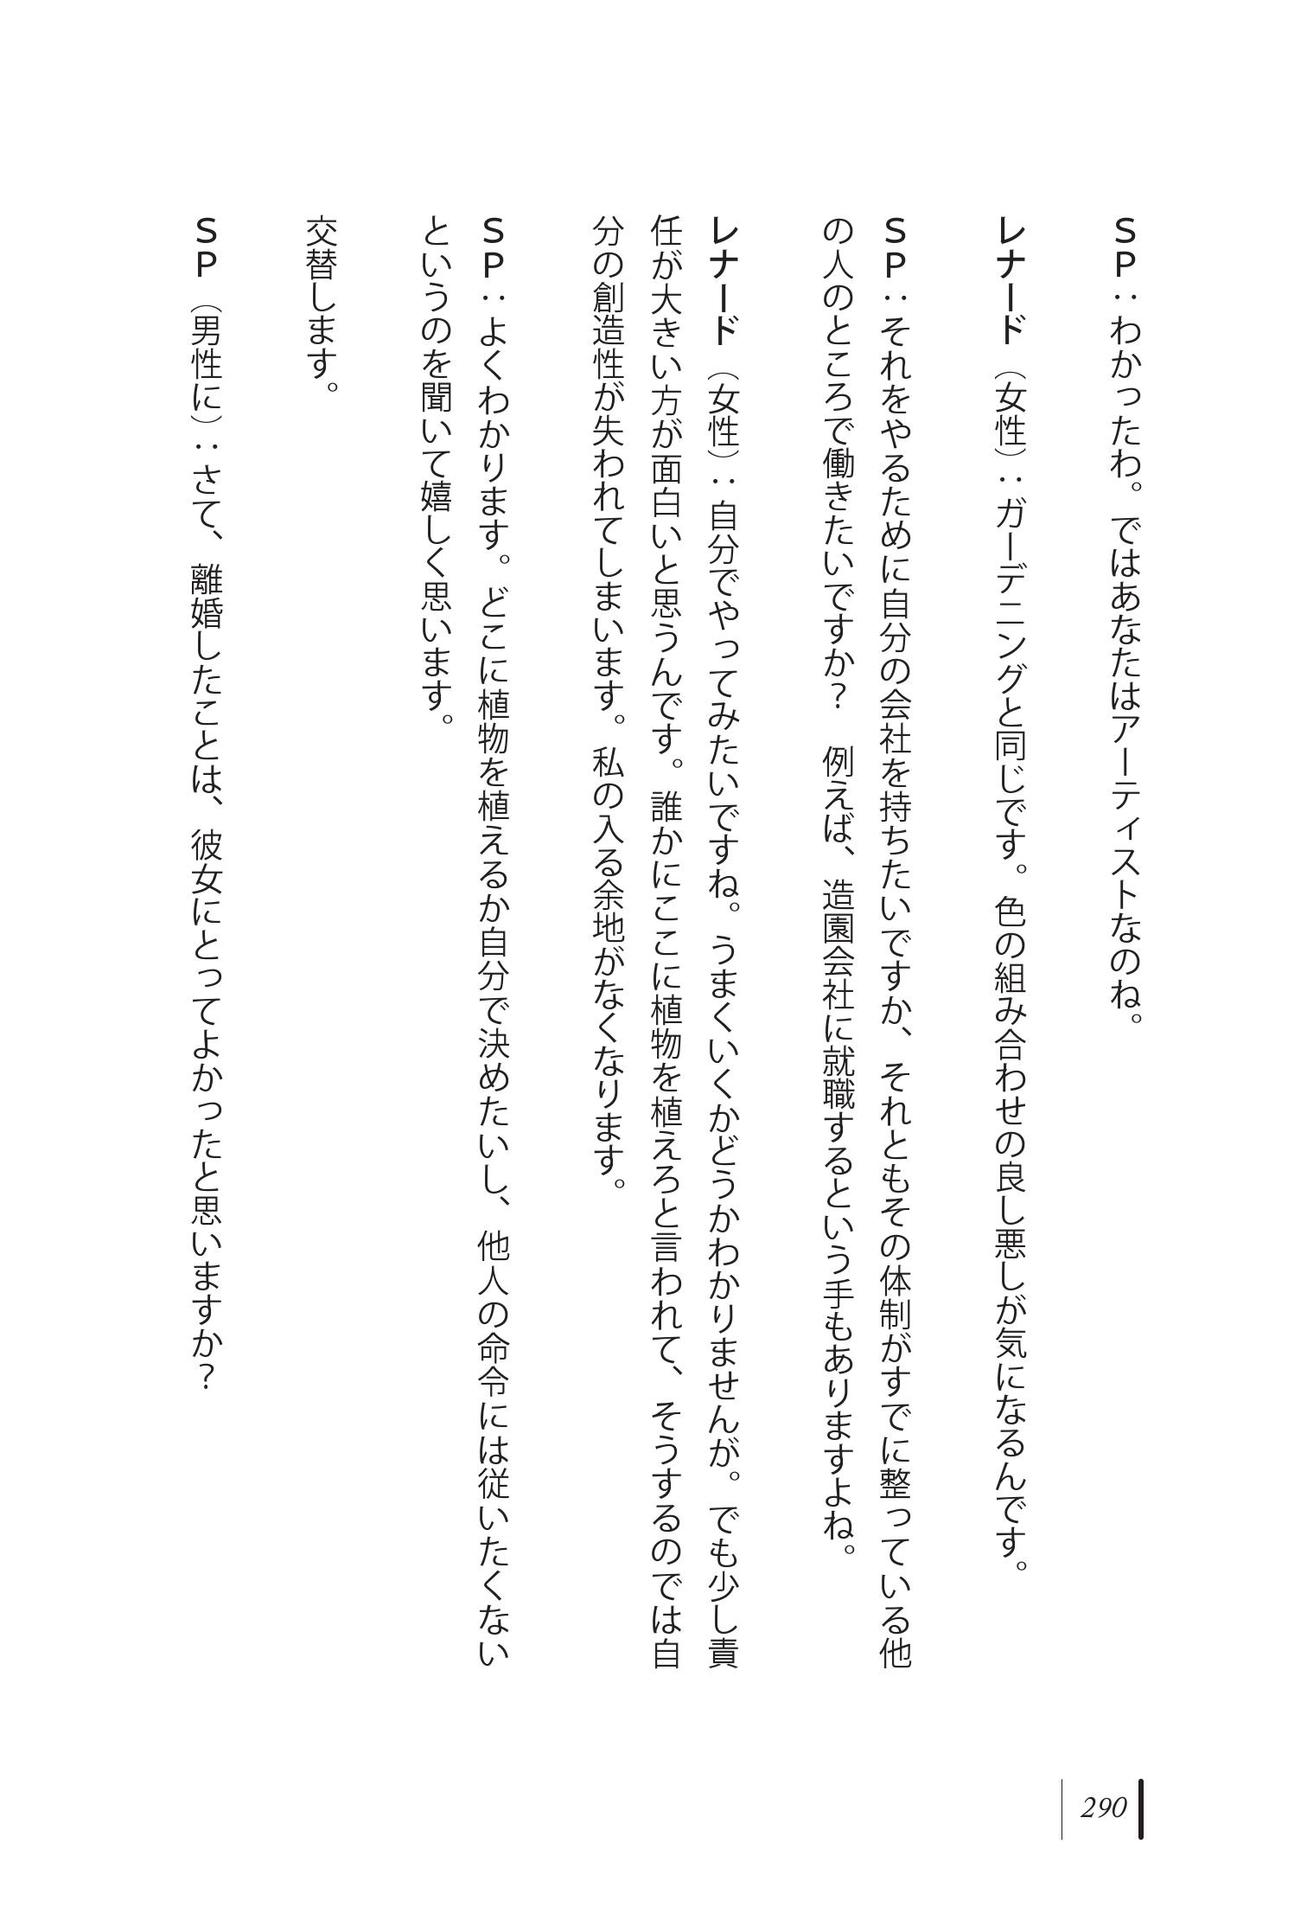 ＳＰ：わかったわ。ではあなたはアーティストなのね。
レナード（女性）：ガーデニングと同じです。色の組み合わせの良し悪しが気になるんです。
ＳＰ：それをやるために自分の会社を持ちたいですか、それともその体制がすでに整っている他
の人のところで働きたいですか？　例えば、造園会社に就職するという手もありますよね。
レナード（女性）：自分でやってみたいですね。うまくいくかどうかわかりませんが。でも少し責
任が大きい方が面白いと思うんです。誰かにここに植物を植えろと言われて、そうするのでは自
分の創造性が失われてしまいます。私の入る余地がなくなります。
ＳＰ：よくわかります。どこに植物を植えるか自分で決めたいし、他人の命令には従いたくない
というのを聞いて嬉しく思います。
交替します。
ＳＰ（男性に）：さて、離婚したことは、彼女にとってよかったと思いますか？
290